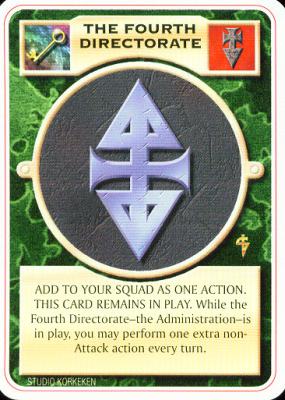 THE FOURTH
DIRECTORATE
ADD TO YOUR SQUAD AS ONE ACTION.
THIS CARD REMAINS IN PLAY. While the
Fourth Directorate–the Administration–is
in play, you may perform one extra non-
Attack action every turn.
STUDIO KORKEKEN